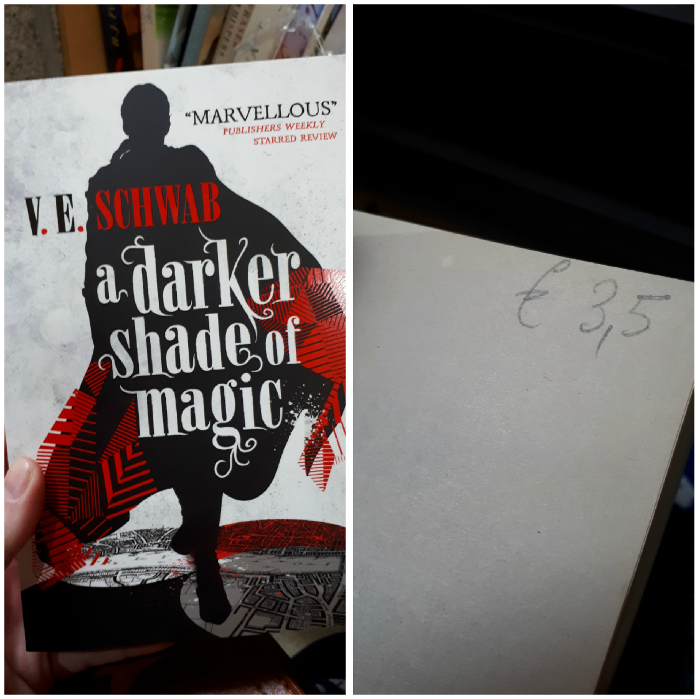 "MARVELLOUS"
PUBLISHERS WEEKLY
STARRED REVIEW
V. E. SCHWAB
a darker
shade of
magic
€ 3,5